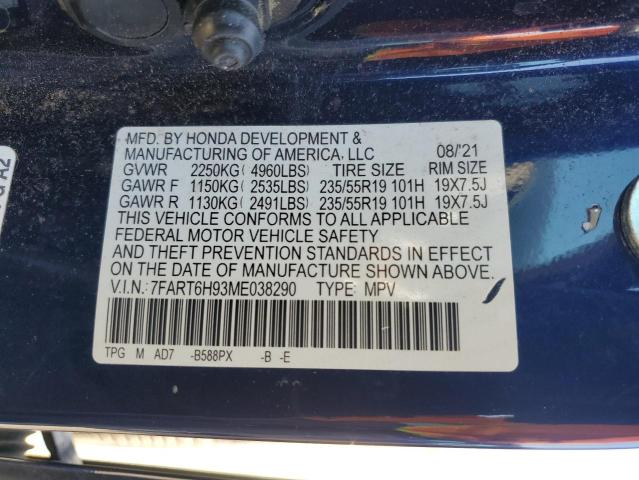 MFD. BY HONDA DEVELOPMENT &
MANUFACTURING OF AMERICA, LLC 08/'21
GVWR 2250KG( 4960LBS) TIRE SIZE RIM SIZE
GAWR F 1150KG( 2535LBS) 235/55R19 101H 19X7.5J
GAWR R 1130KG( 2491LBS) 235/55R19 101H 19X7.5J
THIS VEHICLE CONFORMS TO ALL APPLICABLE
FEDERAL MOTOR VEHICLE SAFETY
AND THEFT PREVENTION STANDARDS IN EFFECT
ON THE DATE OF MANUFACTURE SHOWN ABOVE.
V.I.N.: 7FART6H93ME038290 TYPE: MPV
TPG M AD7 -B588PX -B -E